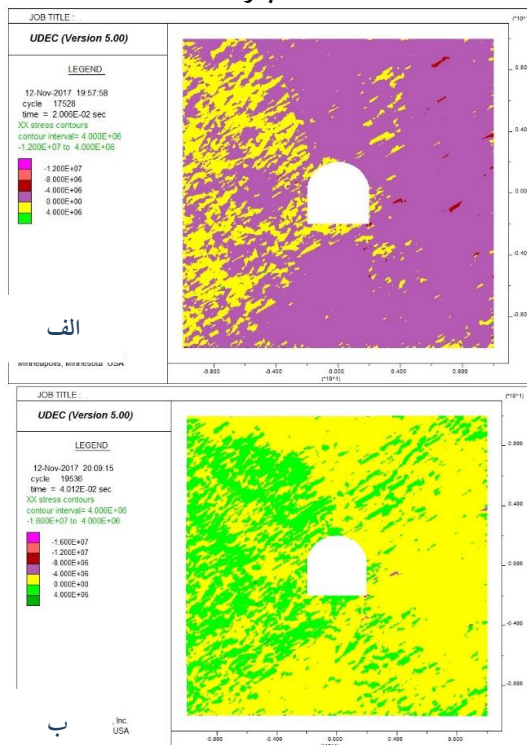 JOB TITLE : .
UDEC (Version 5.00)
LEGEND
12-Nov-2017 19:57:58
cycle 17528
time = 2.006E-02 sec
XX stress contours
contour interval= 4.000E+06
-1.200E+07 to 4.000E+06
-1.200E+07
-8.000E+06
-4.000E+06
0.000E+00
4.000E+06
الف
Minneapolis, Minnesota USA
(*10^1)
0.800
0.400
0.000
-0.400
-0.800
-0.800 -0.400 0.000 0.400 0.800
(*10^1)
JOB TITLE : .
UDEC (Version 5.00)
LEGEND
12-Nov-2017 20:09:15
cycle 19536
time = 4.012E-02 sec
XX stress contours
contour interval= 4.000E+06
-1.600E+07 to 4.000E+06
-1.600E+07
-1.200E+07
-8.000E+06
-4.000E+06
0.000E+00
4.000E+06
ب
, Inc.
USA
(*10^1)
0.800
0.400
0.000
-0.400
-0.800
-0.800 -0.400 0.000 0.400 0.800